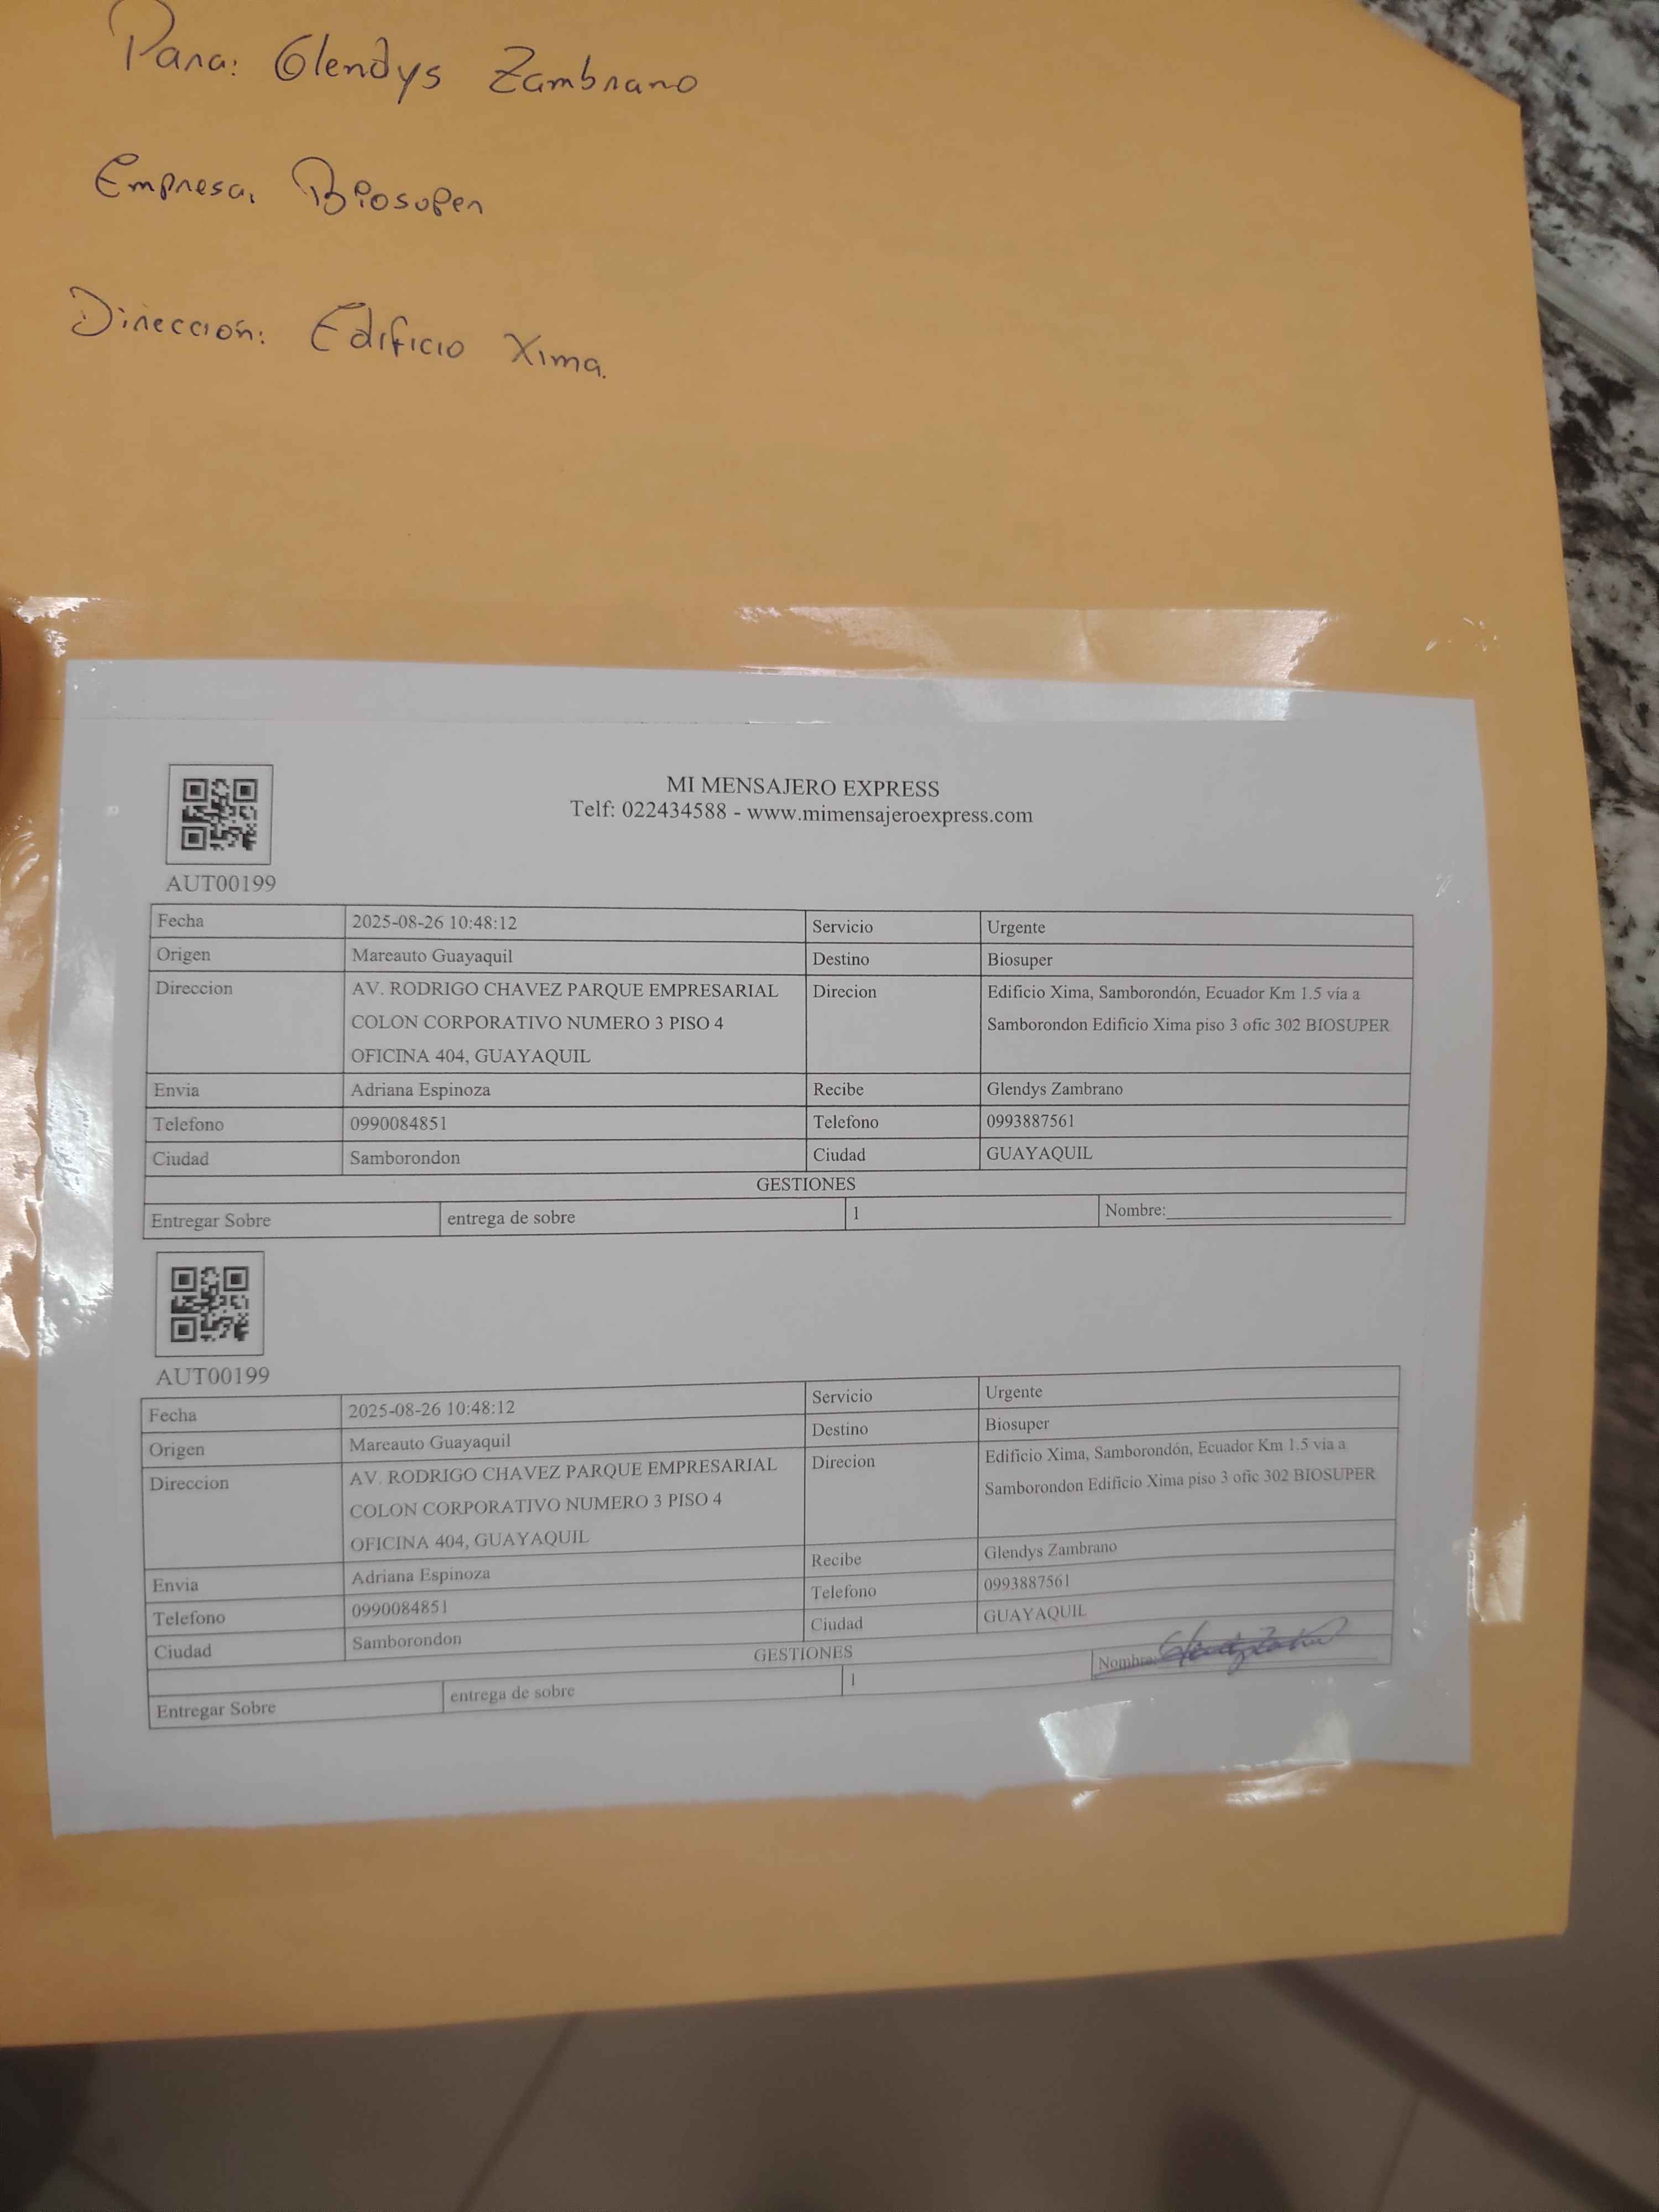 Para: Glendys Zambrano
Empresa. Biosuper
Dirección: Edificio Xima.
MI MENSAJERO EXPRESS
Telf: 022434588 - www.mimensajeroexpress.com
AUT00199
Fecha 2025-08-26 10:48:12 Servicio Urgente
Origen Mareauto Guayaquil Destino Biosuper
Direccion AV. RODRIGO CHAVEZ PARQUE EMPRESARIAL Direcion Edificio Xima, Samborondón, Ecuador Km 1.5 vía a
COLON CORPORATIVO NUMERO 3 PISO 4 Samborondon Edificio Xima piso 3 ofic 302 BIOSUPER
OFICINA 404, GUAYAQUIL
Envia Adriana Espinoza Recibe Glendys Zambrano
Telefono 0990084851 Telefono 0993887561
Ciudad Samborondon Ciudad GUAYAQUIL
GESTIONES
Entregar Sobre entrega de sobre 1 Nombre:
AUT00199
Fecha 2025-08-26 10:48:12 Servicio Urgente
Origen Mareauto Guayaquil Destino Biosuper
Direccion AV. RODRIGO CHAVEZ PARQUE EMPRESARIAL Direcion Edificio Xima, Samborondón, Ecuador Km 1.5 vía a
COLON CORPORATIVO NUMERO 3 PISO 4 Samborondon Edificio Xima piso 3 ofic 302 BIOSUPER
OFICINA 404, GUAYAQUIL
Envia Adriana Espinoza Recibe Glendys Zambrano
Telefono 0990084851 Telefono 0993887561
Ciudad Samborondon Ciudad GUAYAQUIL
GESTIONES
Entregar Sobre entrega de sobre 1 Nombre: